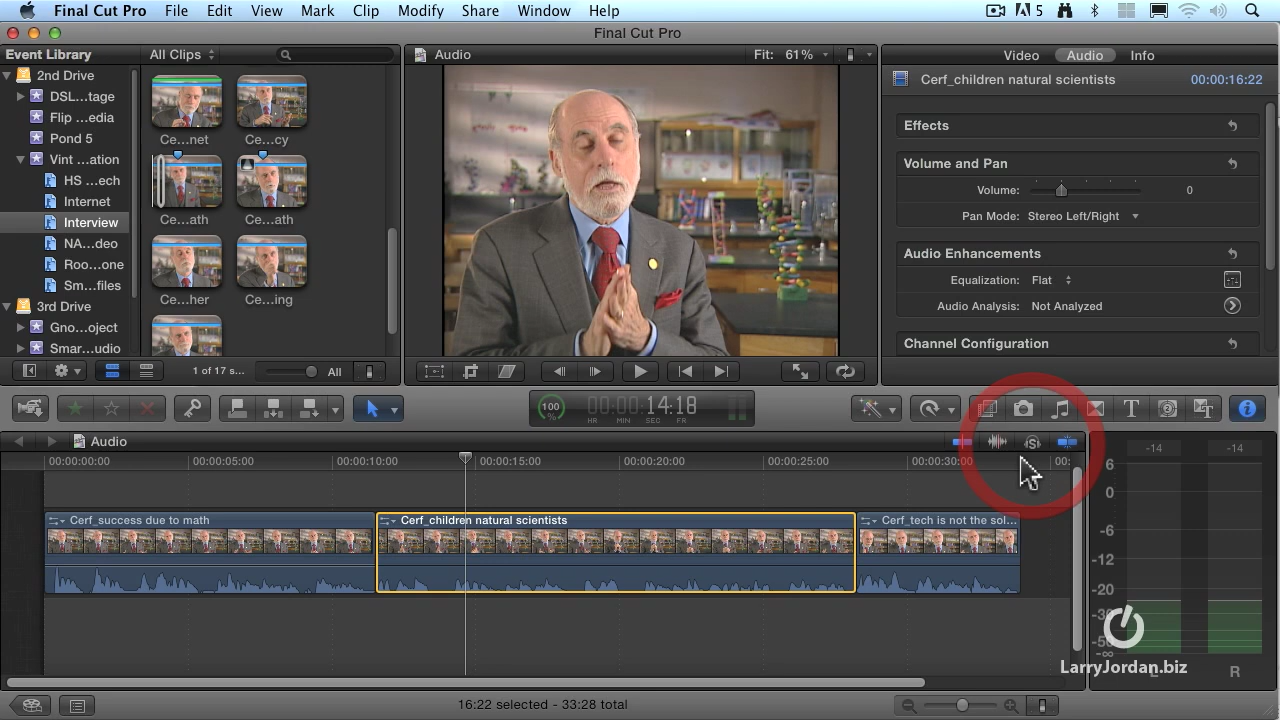 Final Cut Pro File Edit View Mark Clip Modify Share Window Help 5
Final Cut Pro
Event Library All Clips Audio Fit: 61% Video Audio Info
2nd Drive
DSL...tage
Flip ...edia
Pond 5
Vint ...ation
HS ...ech
Internet
Interview
NA...deo
Roo...one
Sm...files
3rd Drive
Gno...oject
Smar...udio
Ce...net Ce...cy
Ce...ath Ce...ath
Ce...her Ce...ing
1 of 17 s... All
Cerf_children natural scientists 00:00:16:22
Effects
Volume and Pan
Volume: 0
Pan Mode: Stereo Left/Right
Audio Enhancements
Equalization: Flat
Audio Analysis: Not Analyzed
Channel Configuration
100 % 00:00:14:18
HR MIN SEC FR
Audio
00:00:00:00 00:00:05:00 00:00:10:00 00:00:15:00 00:00:20:00 00:00:25:00 00:00:30:00 00:
Cerf_success due to math Cerf_children natural scientists Cerf_tech is not the sol...
-14 -14
6
0
-6
-12
-20
-30
-50
-∞
L R
LarryJordan.biz
16:22 selected - 33:28 total